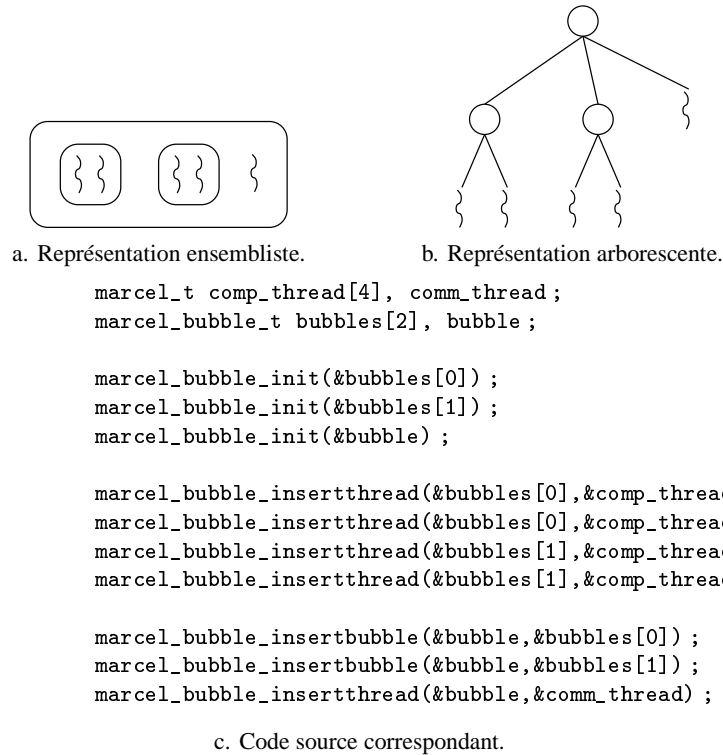 a. Représentation ensembliste.
b. Représentation arborescente.
marcel_t comp_thread[4], comm_thread ;
marcel_bubble_t bubbles[2], bubble ;
marcel_bubble_init(&bubbles[0]) ;
marcel_bubble_init(&bubbles[1]) ;
marcel_bubble_init(&bubble) ;
marcel_bubble_insertthread(&bubbles[0],&comp_threa
marcel_bubble_insertthread(&bubbles[0],&comp_threa
marcel_bubble_insertthread(&bubbles[1],&comp_threa
marcel_bubble_insertthread(&bubbles[1],&comp_threa
marcel_bubble_insertbubble(&bubble,&bubbles[0]) ;
marcel_bubble_insertbubble(&bubble,&bubbles[1]) ;
marcel_bubble_insertthread(&bubble,&comm_thread) ;
c. Code source correspondant.